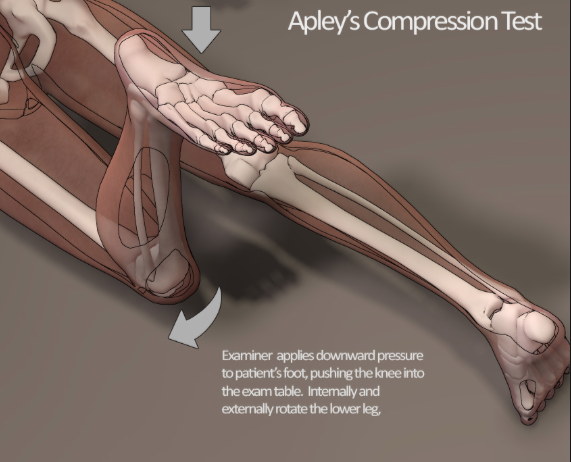 Apley's Compression Test
Examiner applies downward pressure
to patient's foot, pushing the knee into
the exam table. Internally and
externally rotate the lower leg,